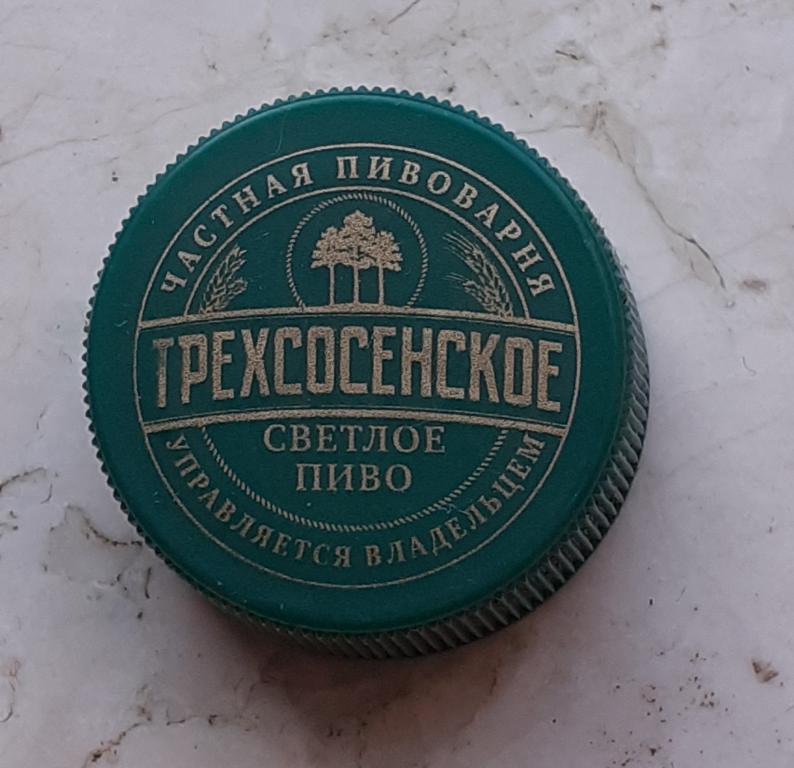 ЧАСТНАЯ ПИВОВАРНЯ
ТРЕХСОСЕНСКОЕ
СВЕТЛОЕ
ПИВО
УПРАВЛЯЕТСЯ ВЛАДЕЛЬЦЕМ